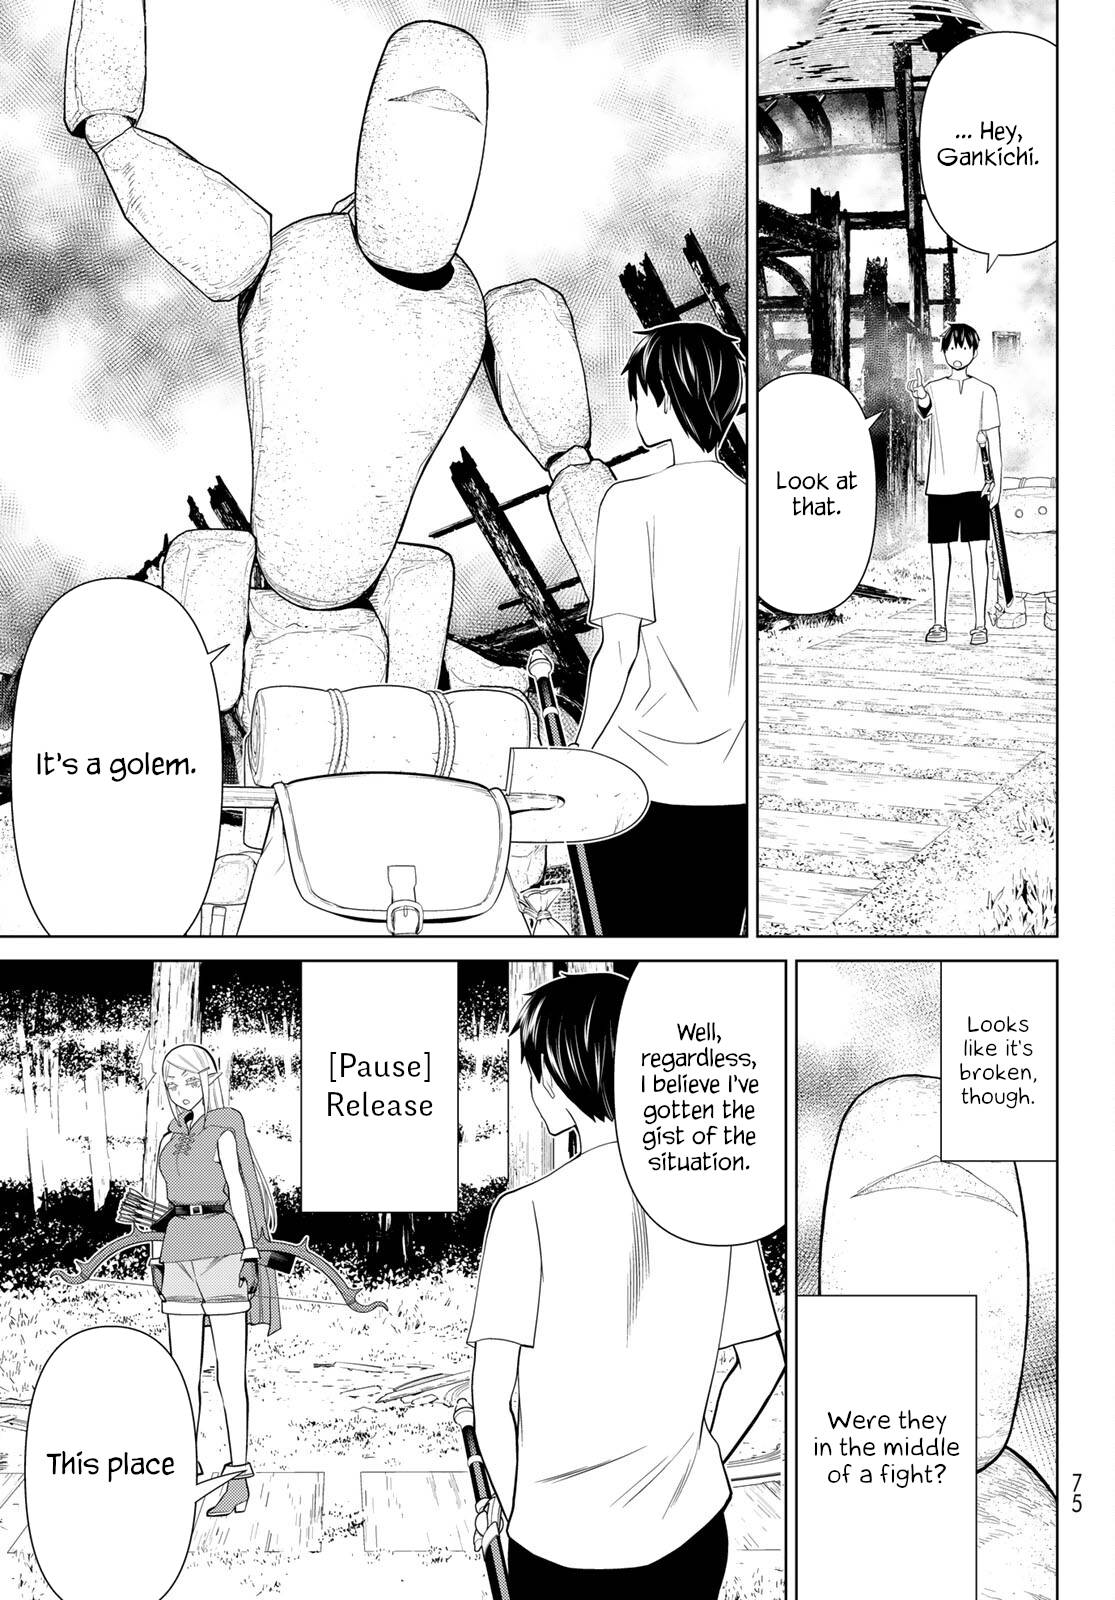 ... Hey,
Gankichi.
Look at
that.
It's a golem.
Looks
like it's
broken,
though.
Were they
in the middle
of a fight?
Well,
regardless,
I believe I've
gotten the
gist of the
situation.
[Pause]
Release
This place
75